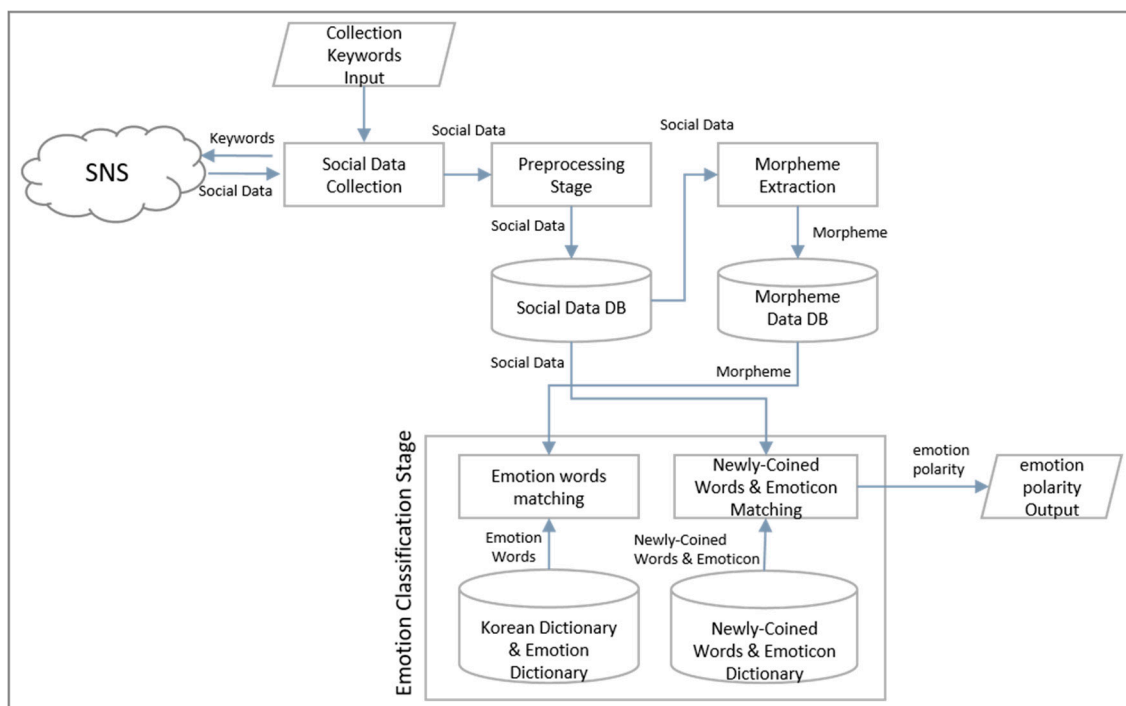 Collection
Keywords
Input
Keywords
SNS
Social Data
Social Data
Collection
Social Data
Preprocessing
Stage
Social Data
Morpheme
Extraction
Social Data
Morpheme
Social Data DB
Morpheme
Data DB
Social Data
Morpheme
Emotion Classification Stage
Emotion words
matching
Newly-Coined
Words & Emoticon
Matching
emotion
polarity
emotion
polarity
Output
Emotion
Words
Newly-Coined
Words & Emoticon
Korean Dictionary
& Emotion
Dictionary
Newly-Coined
Words & Emoticon
Dictionary